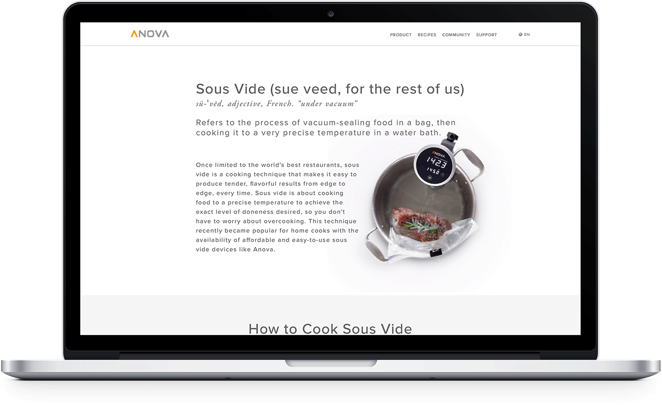 ANOVA
PRODUCT RECIPES COMMUNITY SUPPORT EN
Sous Vide (sue veed, for the rest of us)
sü-ˈvēd, adjective, French. "under vacuum"
Refers to the process of vacuum-sealing food in a bag, then
cooking it to a very precise temperature in a water bath.
Once limited to the world's best restaurants, sous
vide is a cooking technique that makes it easy to
produce tender, flavorful results from edge to
edge, every time. Sous vide is about cooking
food to a precise temperature to achieve the
exact level of doneness desired, so you don't
have to worry about overcooking. This technique
recently became popular for home cooks with the
availability of affordable and easy-to-use sous
vide devices like Anova.
ANOVA
1423
1450
How to Cook Sous Vide